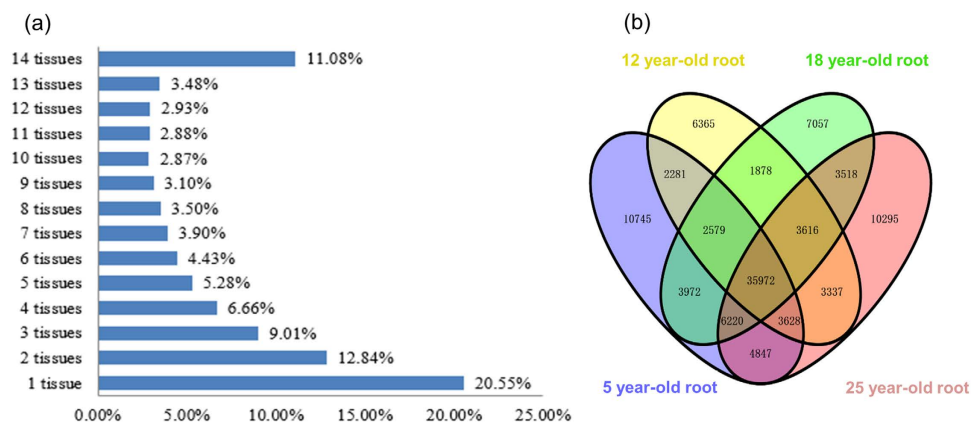 (a)
14 tissues 11.08%
13 tissues 3.48%
12 tissues 2.93%
11 tissues 2.88%
10 tissues 2.87%
9 tissues 3.10%
8 tissues 3.50%
7 tissues 3.90%
6 tissues 4.43%
5 tissues 5.28%
4 tissues 6.66%
3 tissues 9.01%
2 tissues 12.84%
1 tissue 20.55%
0.00% 5.00% 10.00% 15.00% 20.00% 25.00%
(b)
12 year-old root 18 year-old root
6365 7057
2281 1878 3518
10745 2579 3616 10295
35972
3972 3337
6220 3628
4847
5 year-old root 25 year-old root